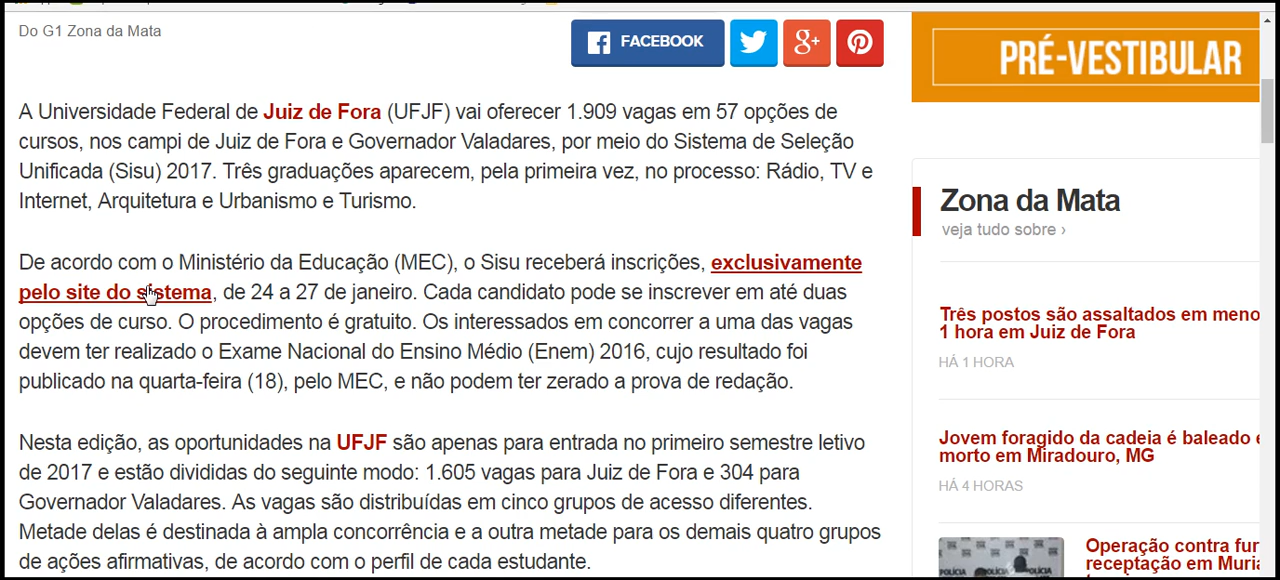 Do G1 Zona da Mata
FACEBOOK
g+
PRÉ-VESTIBULAR
A Universidade Federal de Juiz de Fora (UFJF) vai oferecer 1.909 vagas em 57 opções de
cursos, nos campi de Juiz de Fora e Governador Valadares, por meio do Sistema de Seleção
Unificada (Sisu) 2017. Três graduações aparecem, pela primeira vez, no processo: Rádio, TV e
Internet, Arquitetura e Urbanismo e Turismo.
De acordo com o Ministério da Educação (MEC), o Sisu receberá inscrições, exclusivamente
pelo site do sistema, de 24 a 27 de janeiro. Cada candidato pode se inscrever em até duas
opções de curso. O procedimento é gratuito. Os interessados em concorrer a uma das vagas
devem ter realizado o Exame Nacional do Ensino Médio (Enem) 2016, cujo resultado foi
publicado na quarta-feira (18), pelo MEC, e não podem ter zerado a prova de redação.
Nesta edição, as oportunidades na UFJF são apenas para entrada no primeiro semestre letivo
de 2017 e estão divididas do seguinte modo: 1.605 vagas para Juiz de Fora e 304 para
Governador Valadares. As vagas são distribuídas em cinco grupos de acesso diferentes.
Metade delas é destinada à ampla concorrência e a outra metade para os demais quatro grupos
de ações afirmativas, de acordo com o perfil de cada estudante.
Zona da Mata
veja tudo sobre ›
Três postos são assaltados em meno
1 hora em Juiz de Fora
HÁ 1 HORA
Jovem foragido da cadeia é baleado e
morto em Miradouro, MG
HÁ 4 HORAS
Operação contra fur
receptação em Muria